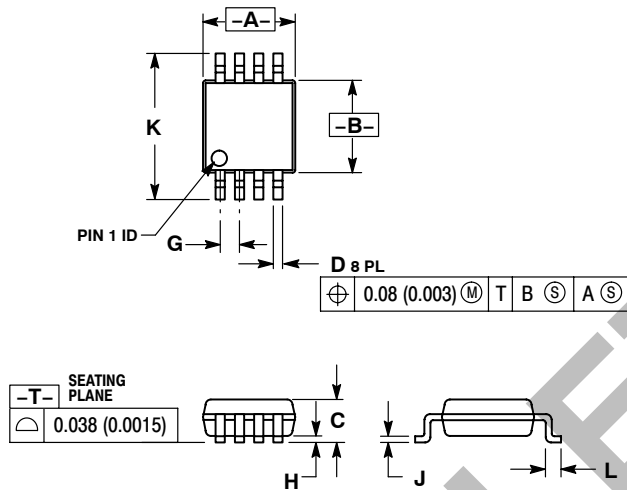 –A–
K
–B–
PIN 1 ID
G
D 8 PL
⌖ 0.08 (0.003) Ⓜ T B Ⓢ A Ⓢ
–T– SEATING
PLANE
⌓ 0.038 (0.0015)
C
H
J
L